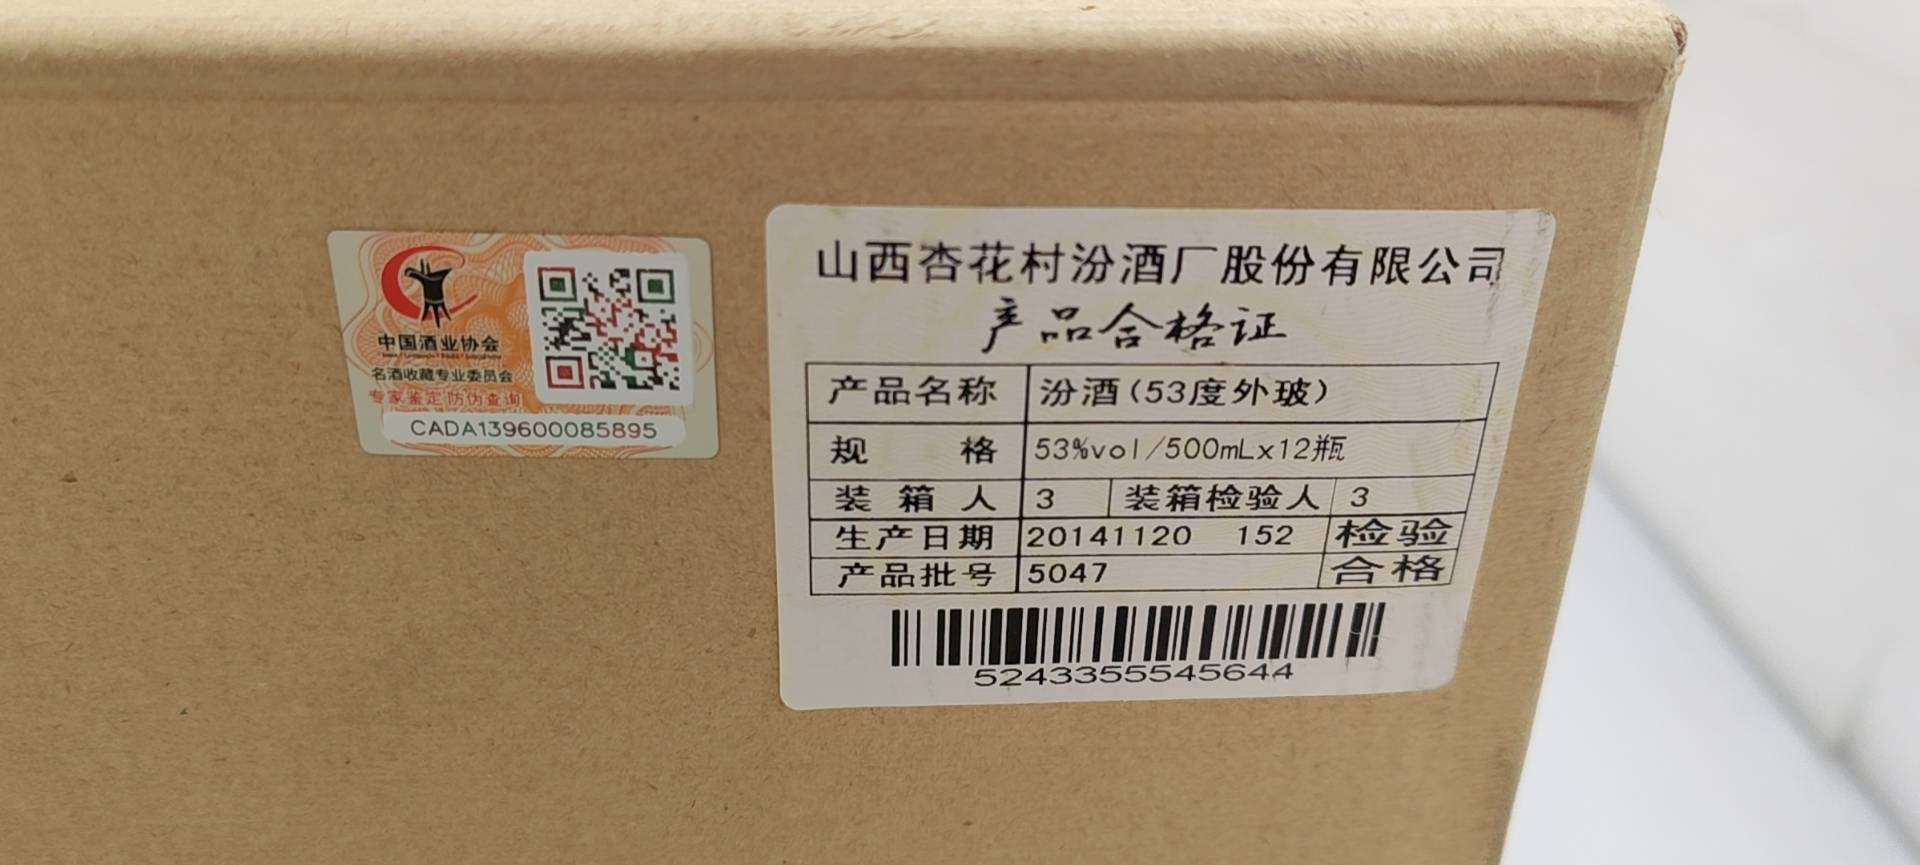 中国酒业协会
名酒收藏专业委员会
专家鉴定 防伪查询
CADA139600085895
山西杏花村汾酒厂股份有限公司
产品合格证
产品名称 汾酒(53度外玻)
规 格 53%vol/500mLx12瓶
装箱人 3 装箱检验人 3
生产日期 20141120 152 检验
产品批号 5047 合格
5243355545644